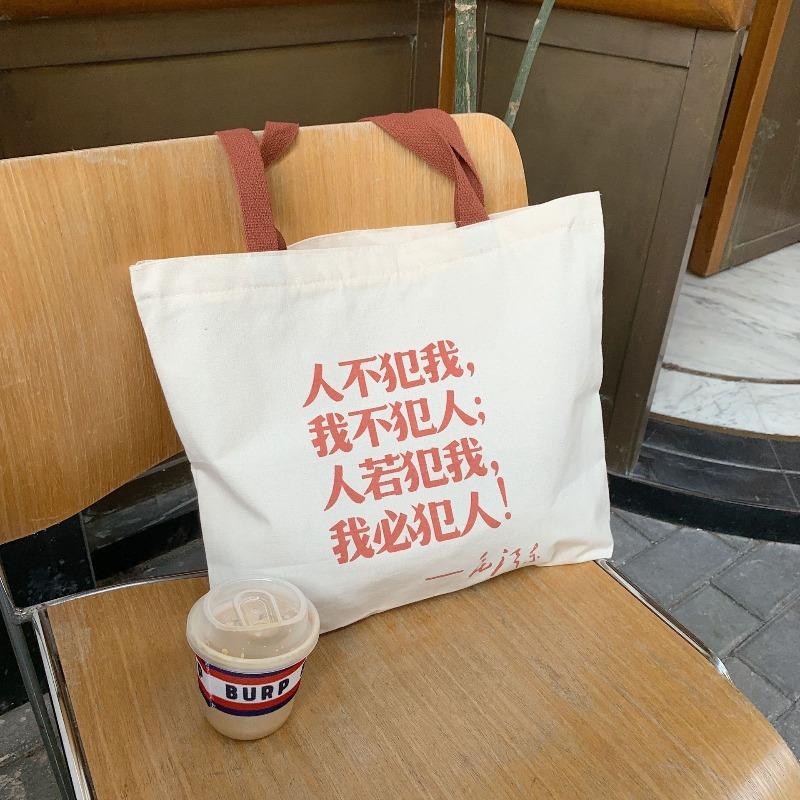 人不犯我，
我不犯人；
人若犯我，
我必犯人！
——毛泽东
BURP